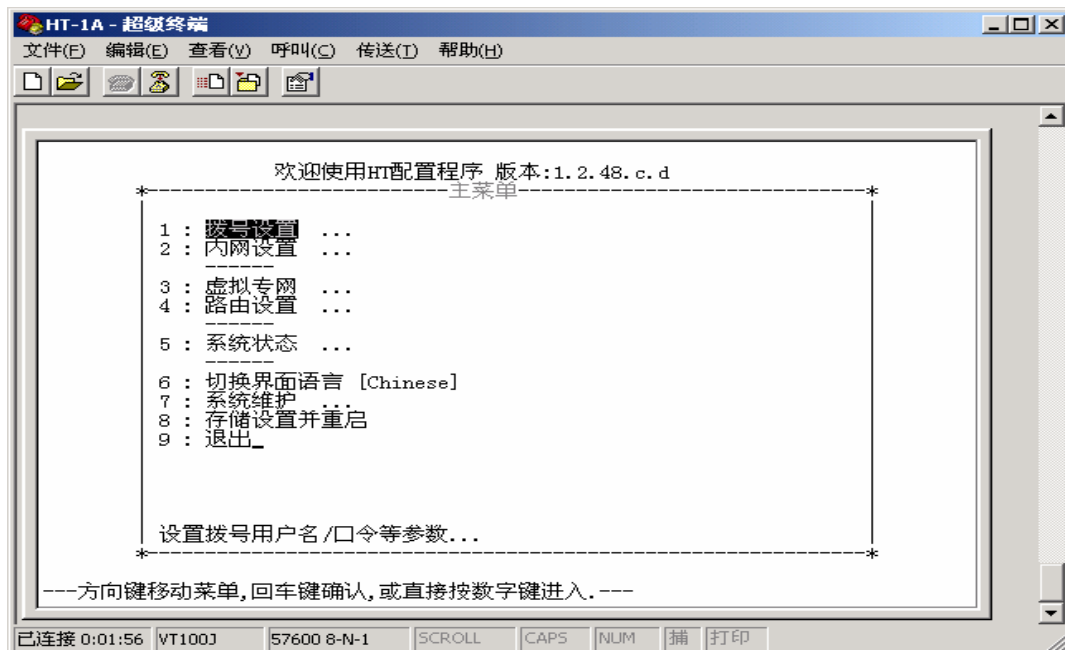 HT-1A - 超级终端
文件(F) 编辑(E) 查看(V) 呼叫(C) 传送(T) 帮助(H)
欢迎使用HT配置程序 版本:1.2.48.c.d
*--------------------------主菜单------------------------------*
1 : 拨号设置 ...
2 : 内网设置 ...
------
3 : 虚拟专网 ...
4 : 路由设置 ...
------
5 : 系统状态 ...
------
6 : 切换界面语言 [Chinese]
7 : 系统维护 ...
8 : 存储设置并重启
9 : 退出_
设置拨号用户名/口令等参数...
*--------------------------------------------------------------*
---方向键移动菜单,回车键确认,或直接按数字键进入.---
已连接 0:01:56 VT100J 57600 8-N-1 SCROLL CAPS NUM 捕 打印